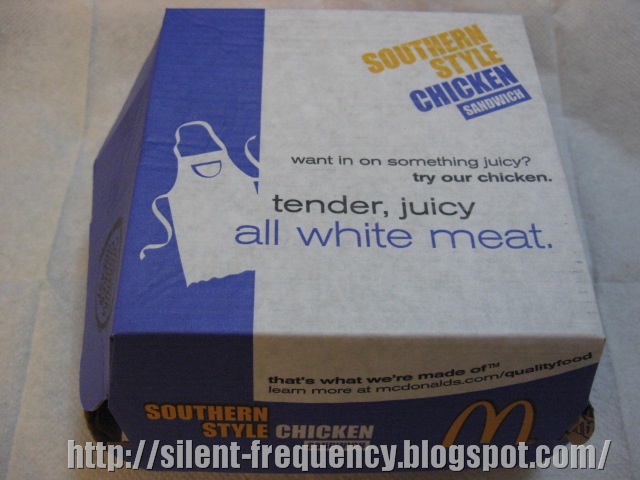 SOUTHERN
STYLE
CHICKEN
SANDWICH
want in on something juicy?
try our chicken.
tender, juicy
all white meat.
that's what we're made of™
learn more at mcdonalds.com/qualityfood
SOUTHERN
STYLE CHICKEN
http://silent-frequency.blogspot.com/